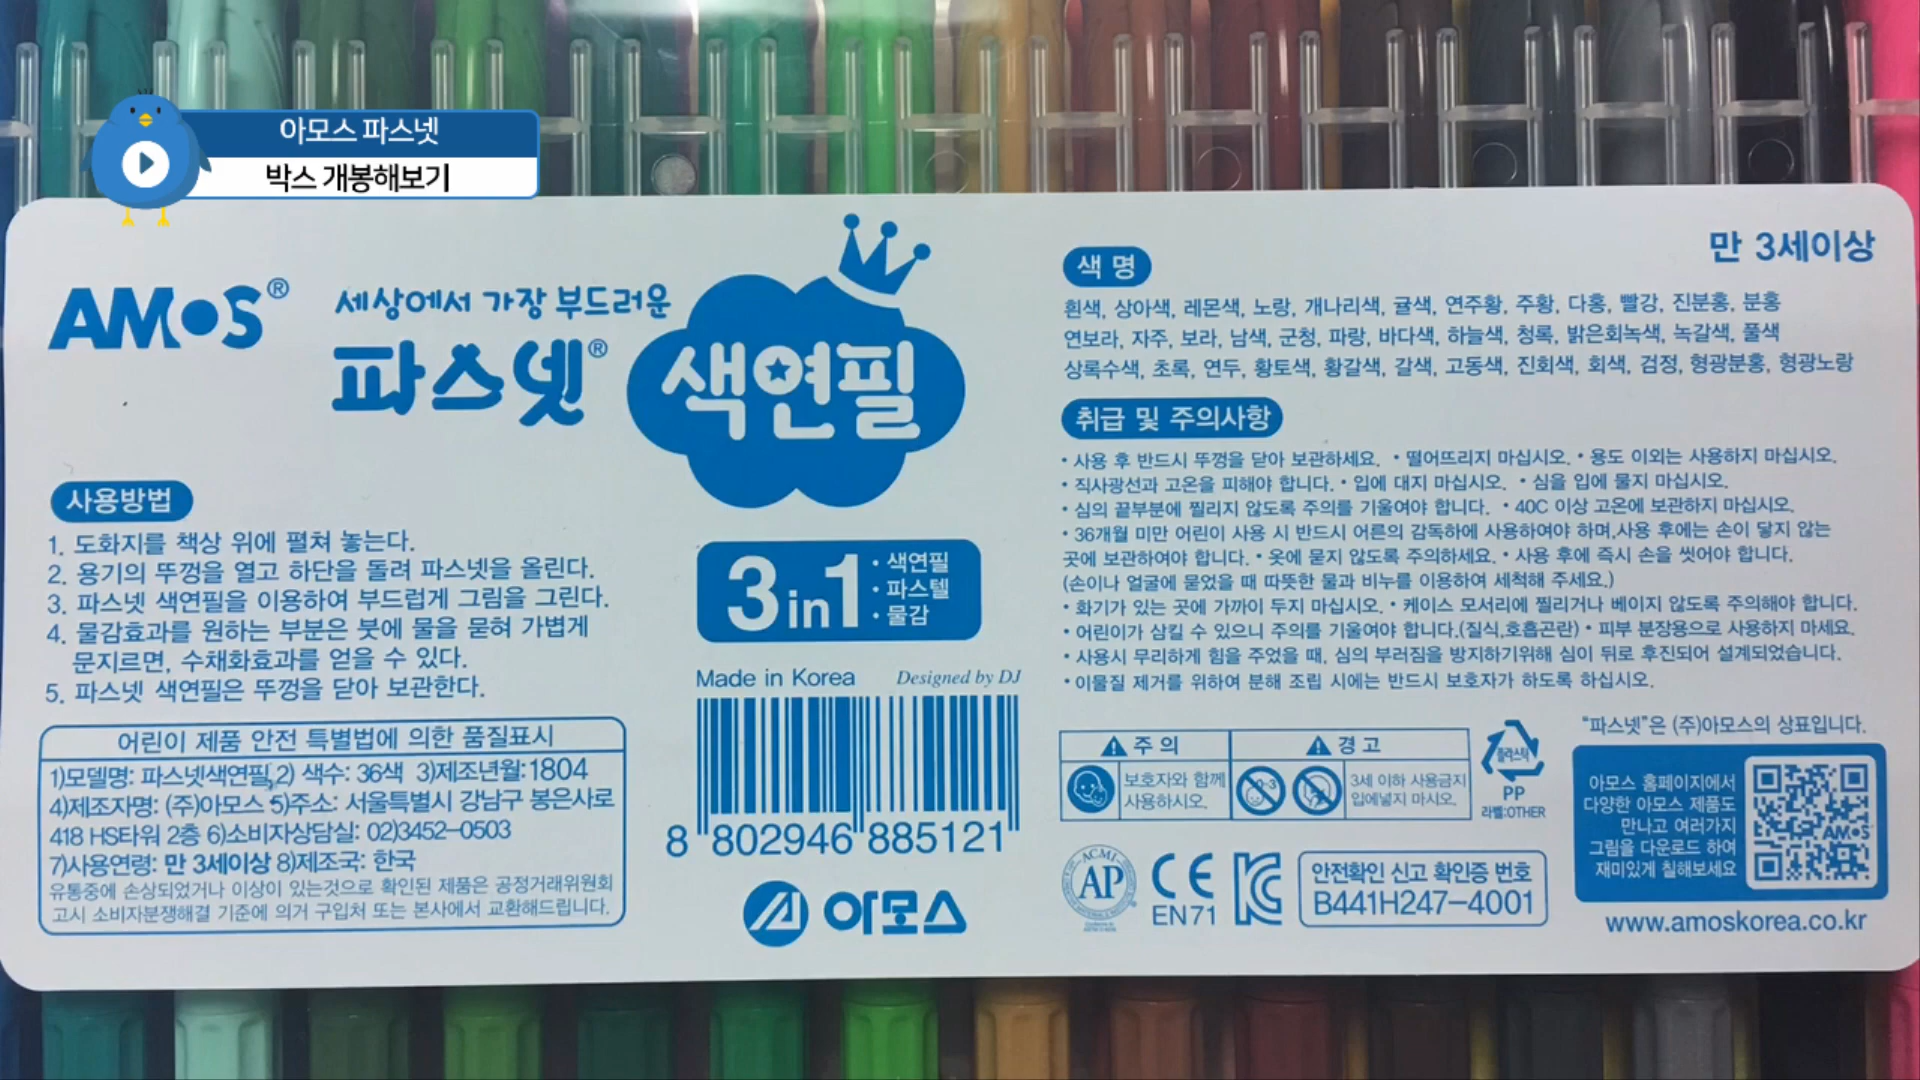 아모스 파스넷
박스 개봉해보기
AMOS®
세상에서 가장 부드러운
파스넷®
색연필
사용방법
1. 도화지를 책상 위에 펼쳐 놓는다.
2. 용기의 뚜껑을 열고 하단을 돌려 파스넷을 올린다.
3. 파스넷 색연필을 이용하여 부드럽게 그림을 그린다.
4. 물감효과를 원하는 부분은 붓에 물을 묻혀 가볍게
문지르면, 수채화효과를 얻을 수 있다.
5. 파스넷 색연필은 뚜껑을 닫아 보관한다.
어린이 제품 안전 특별법에 의한 품질표시
1)모델명: 파스넷색연필 2) 색수: 36색 3)제조년월:1804
4)제조자명: (주)아모스 5)주소: 서울특별시 강남구 봉은사로
418 HS타워 2층 6)소비자상담실: 02)3452-0503
7)사용연령: 만 3세이상 8)제조국: 한국
유통중에 손상되었거나 이상이 있는것으로 확인된 제품은 공정거래위원회
고시 소비자분쟁해결 기준에 의거 구입처 또는 본사에서 교환해드립니다.
3in1
• 색연필
• 파스텔
• 물감
Made in Korea
Designed by DJ
8 802946 885121
아모스
만 3세이상
색 명
흰색, 상아색, 레몬색, 노랑, 개나리색, 귤색, 연주황, 주황, 다홍, 빨강, 진분홍, 분홍
연보라, 자주, 보라, 남색, 군청, 파랑, 바다색, 하늘색, 청록, 밝은회녹색, 녹갈색, 풀색
상록수색, 초록, 연두, 황토색, 황갈색, 갈색, 고동색, 진회색, 회색, 검정, 형광분홍, 형광노랑
취급 및 주의사항
• 사용 후 반드시 뚜껑을 닫아 보관하세요. • 떨어뜨리지 마십시오. • 용도 이외는 사용하지 마십시오.
• 직사광선과 고온을 피해야 합니다. • 입에 대지 마십시오. • 심을 입에 물지 마십시오.
• 심의 끝부분에 찔리지 않도록 주의를 기울여야 합니다. • 40C 이상 고온에 보관하지 마십시오.
• 36개월 미만 어린이 사용 시 반드시 어른의 감독하에 사용하여야 하며,사용 후에는 손이 닿지 않는
곳에 보관하여야 합니다. • 옷에 묻지 않도록 주의하세요. • 사용 후에 즉시 손을 씻어야 합니다.
(손이나 얼굴에 묻었을 때 따뜻한 물과 비누를 이용하여 세척해 주세요.)
• 화기가 있는 곳에 가까이 두지 마십시오. • 케이스 모서리에 찔리거나 베이지 않도록 주의해야 합니다.
• 어린이가 삼킬 수 있으니 주의를 기울여야 합니다.(질식,호흡곤란) • 피부 분장용으로 사용하지 마세요.
• 사용시 무리하게 힘을 주었을 때, 심의 부러짐을 방지하기위해 심이 뒤로 후진되어 설계되었습니다.
• 이물질 제거를 위하여 분해 조립 시에는 반드시 보호자가 하도록 하십시오.
주 의
보호자와 함께
사용하시오.
경 고
0-3
3세 이하 사용금지
입에넣지 마시오.
플라스틱
PP
라벨:OTHER
"파스넷"은 (주)아모스의 상표입니다.
아모스 홈페이지에서
다양한 아모스 제품도
만나고 여러가지
그림을 다운로드 하여
재미있게 칠해보세요
AMOS
www.amoskorea.co.kr
ACMI
AP
CE
EN71
안전확인 신고 확인증 번호
B441H247-4001